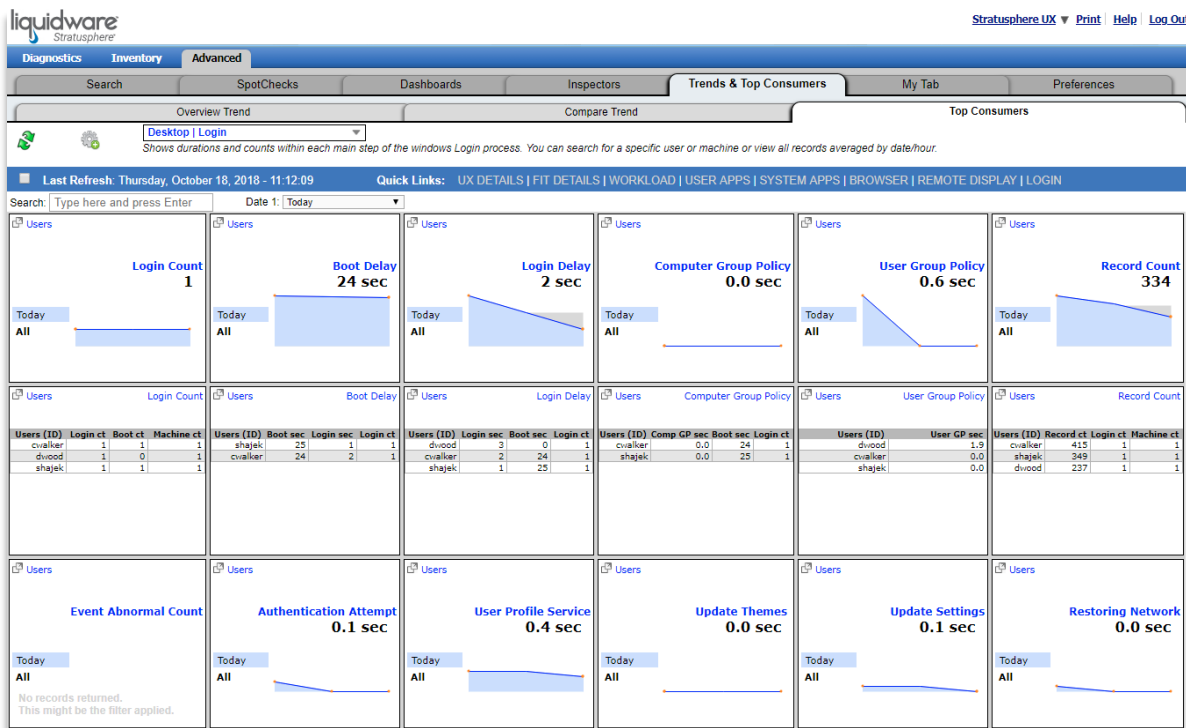 liquidware
Stratusphere
Stratusphere UX ▼ Print Help Log Out
Diagnostics Inventory Advanced
Search SpotChecks Dashboards Inspectors Trends & Top Consumers My Tab Preferences
Overview Trend Compare Trend Top Consumers
Desktop | Login
Shows durations and counts within each main step of the windows Login process. You can search for a specific user or machine or view all records averaged by date/hour.
Last Refresh: Thursday, October 18, 2018 - 11:12:09 Quick Links: UX DETAILS | FIT DETAILS | WORKLOAD | USER APPS | SYSTEM APPS | BROWSER | REMOTE DISPLAY | LOGIN
Search: Type here and press Enter Date 1: Today
Users Users Users Users Users Users
Login Count Boot Delay Login Delay Computer Group Policy User Group Policy Record Count
1 24 sec 2 sec 0.0 sec 0.6 sec 334
Today Today Today Today Today Today
All All All All All All
Users Login Count Users Boot Delay Users Login Delay Users Computer Group Policy Users User Group Policy Users Record Count
Users (ID) Login ct Boot ct Machine ct Users (ID) Boot sec Login sec Login ct Users (ID) Login sec Boot sec Login ct Users (ID) Comp GP sec Boot sec Login ct Users (ID) User GP sec Users (ID) Record ct Login ct Machine ct
cwalker 1 1 1 shajek 25 1 1 dwood 3 0 1 cwalker 0.0 24 1 dwood 1.9 cwalker 415 1 1
dwood 1 0 1 cwalker 24 2 1 cwalker 2 24 1 shajek 0.0 25 1 cwalker 0.0 shajek 349 1 1
shajek 1 1 1 shajek 1 25 1 shajek 0.0 dwood 237 1 1
Users Users Users Users Users Users
Event Abnormal Count Authentication Attempt User Profile Service Update Themes Update Settings Restoring Network
0.1 sec 0.4 sec 0.0 sec 0.1 sec 0.0 sec
Today Today Today Today Today Today
All All All All All All
No records returned.
This might be the filter applied.